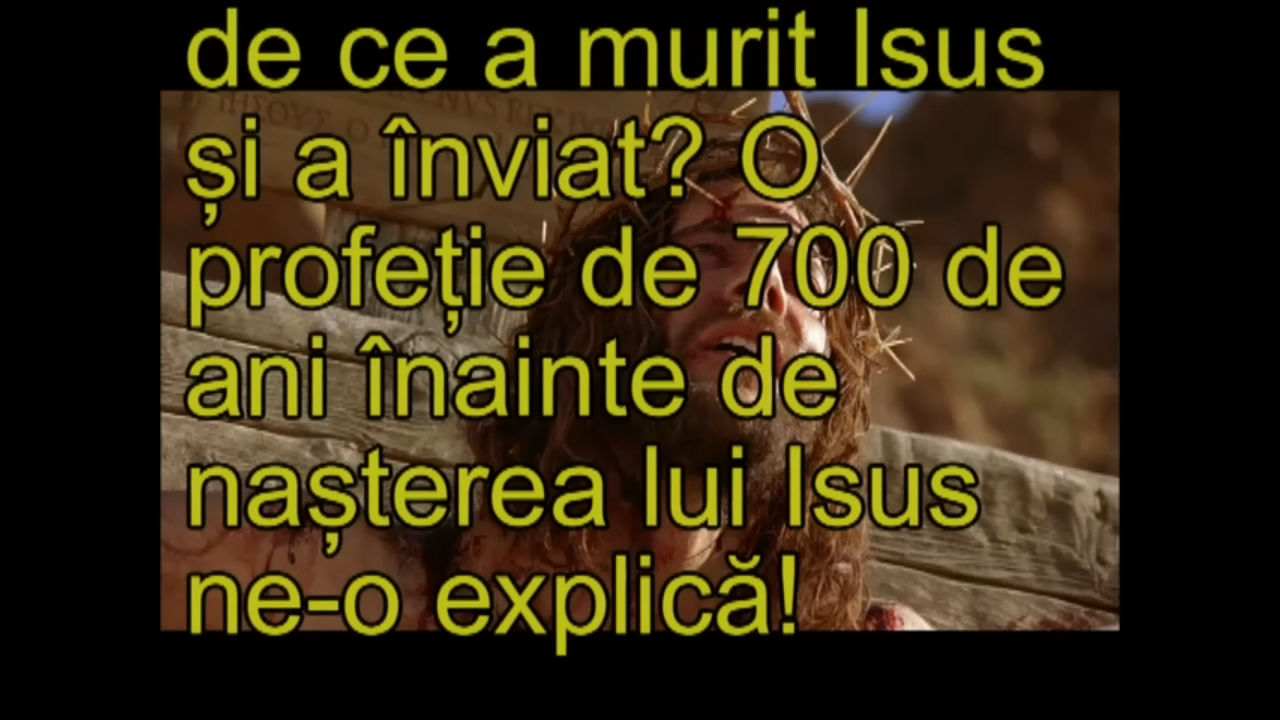 de ce a murit Isus
și a înviat? O
profeție de 700 de
ani înainte de
nașterea lui Isus
ne-o explică!